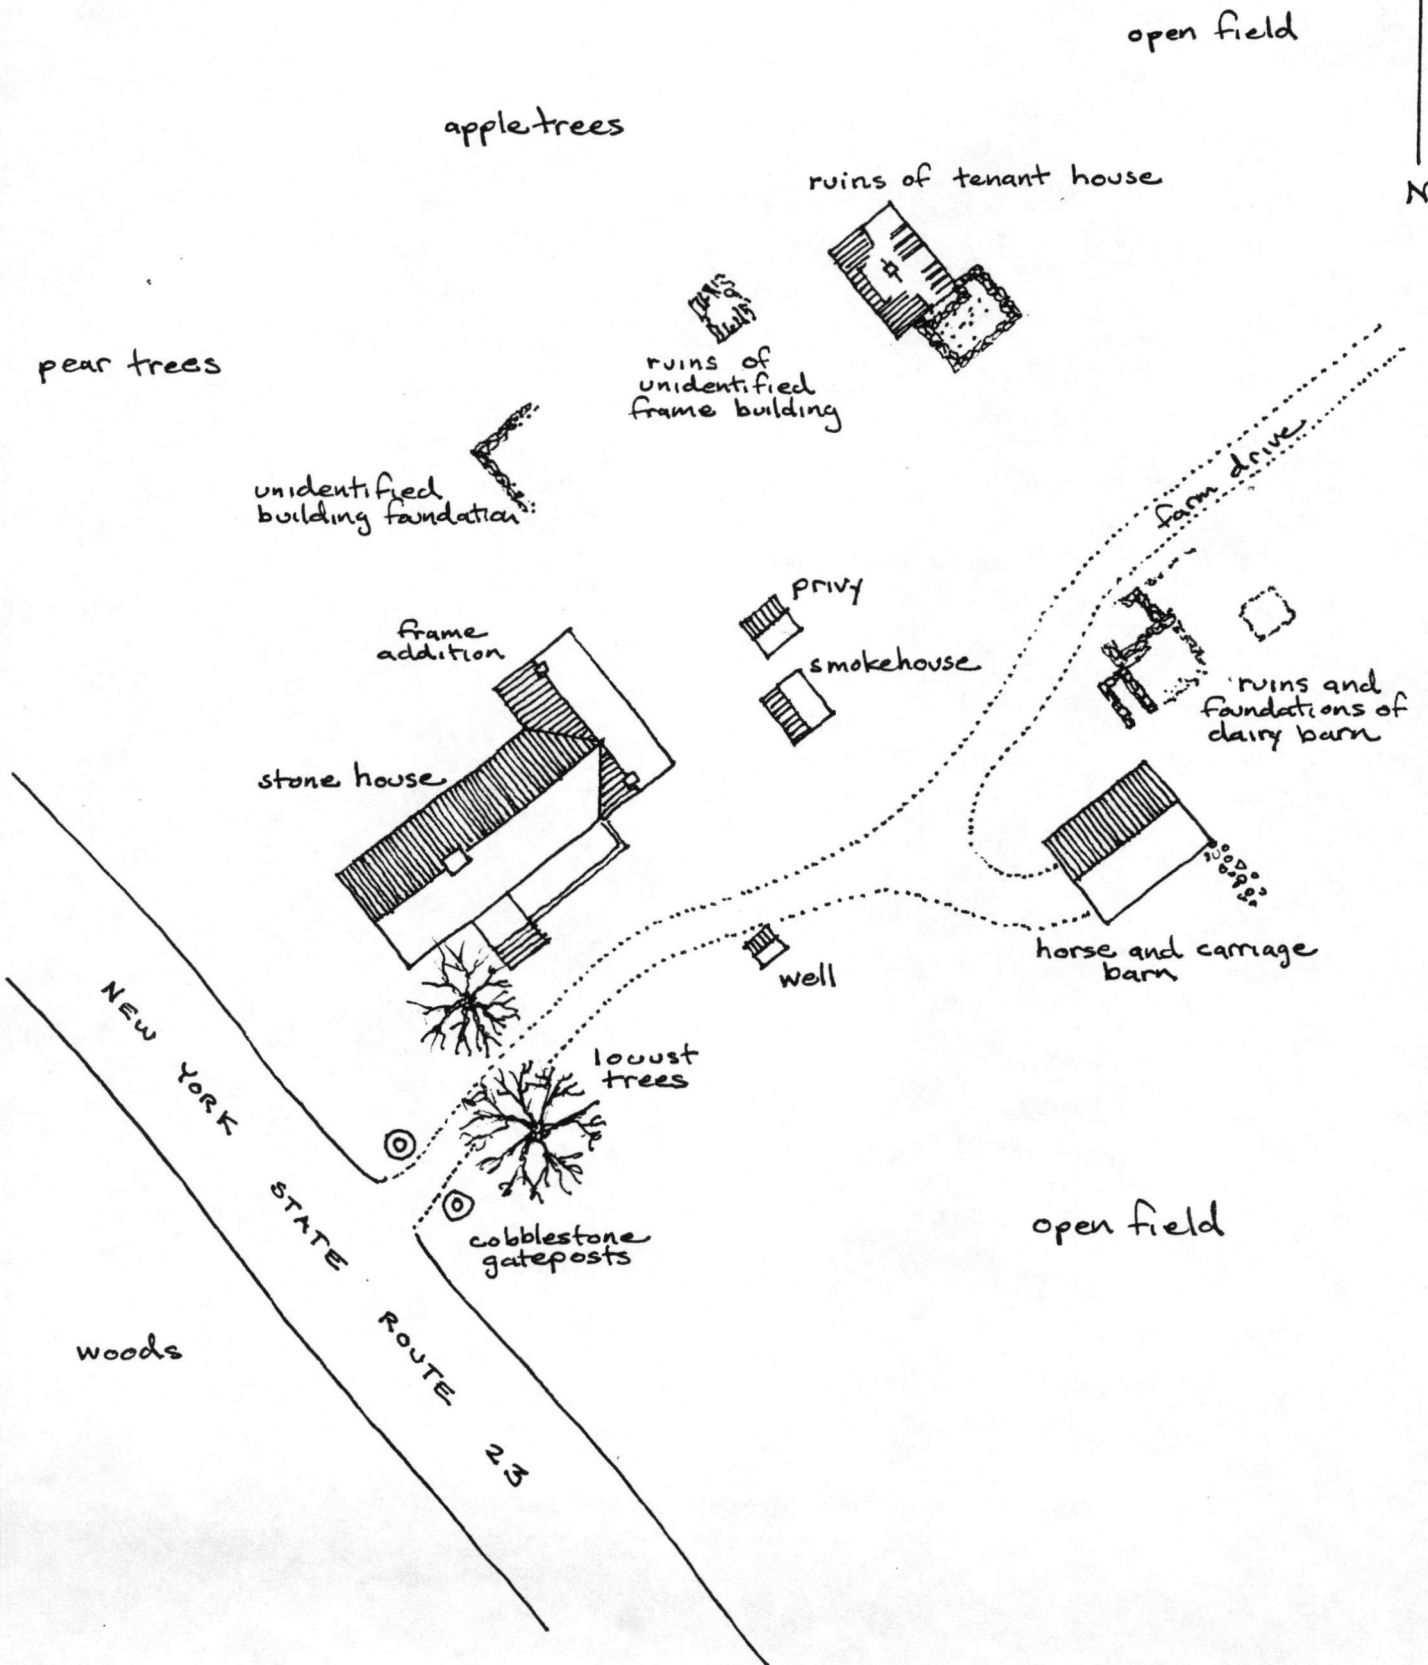 open field
apple trees
ruins of tenant house
N
pear trees
ruins of
unidentified
frame building
farm drive
unidentified
building foundation
privy
frame
addition
smokehouse
ruins and
foundations of
dairy barn
stone house
horse and carriage
barn
well
NEW YORK STATE ROUTE 23
louust
trees
open field
cobblestone
gateposts
woods